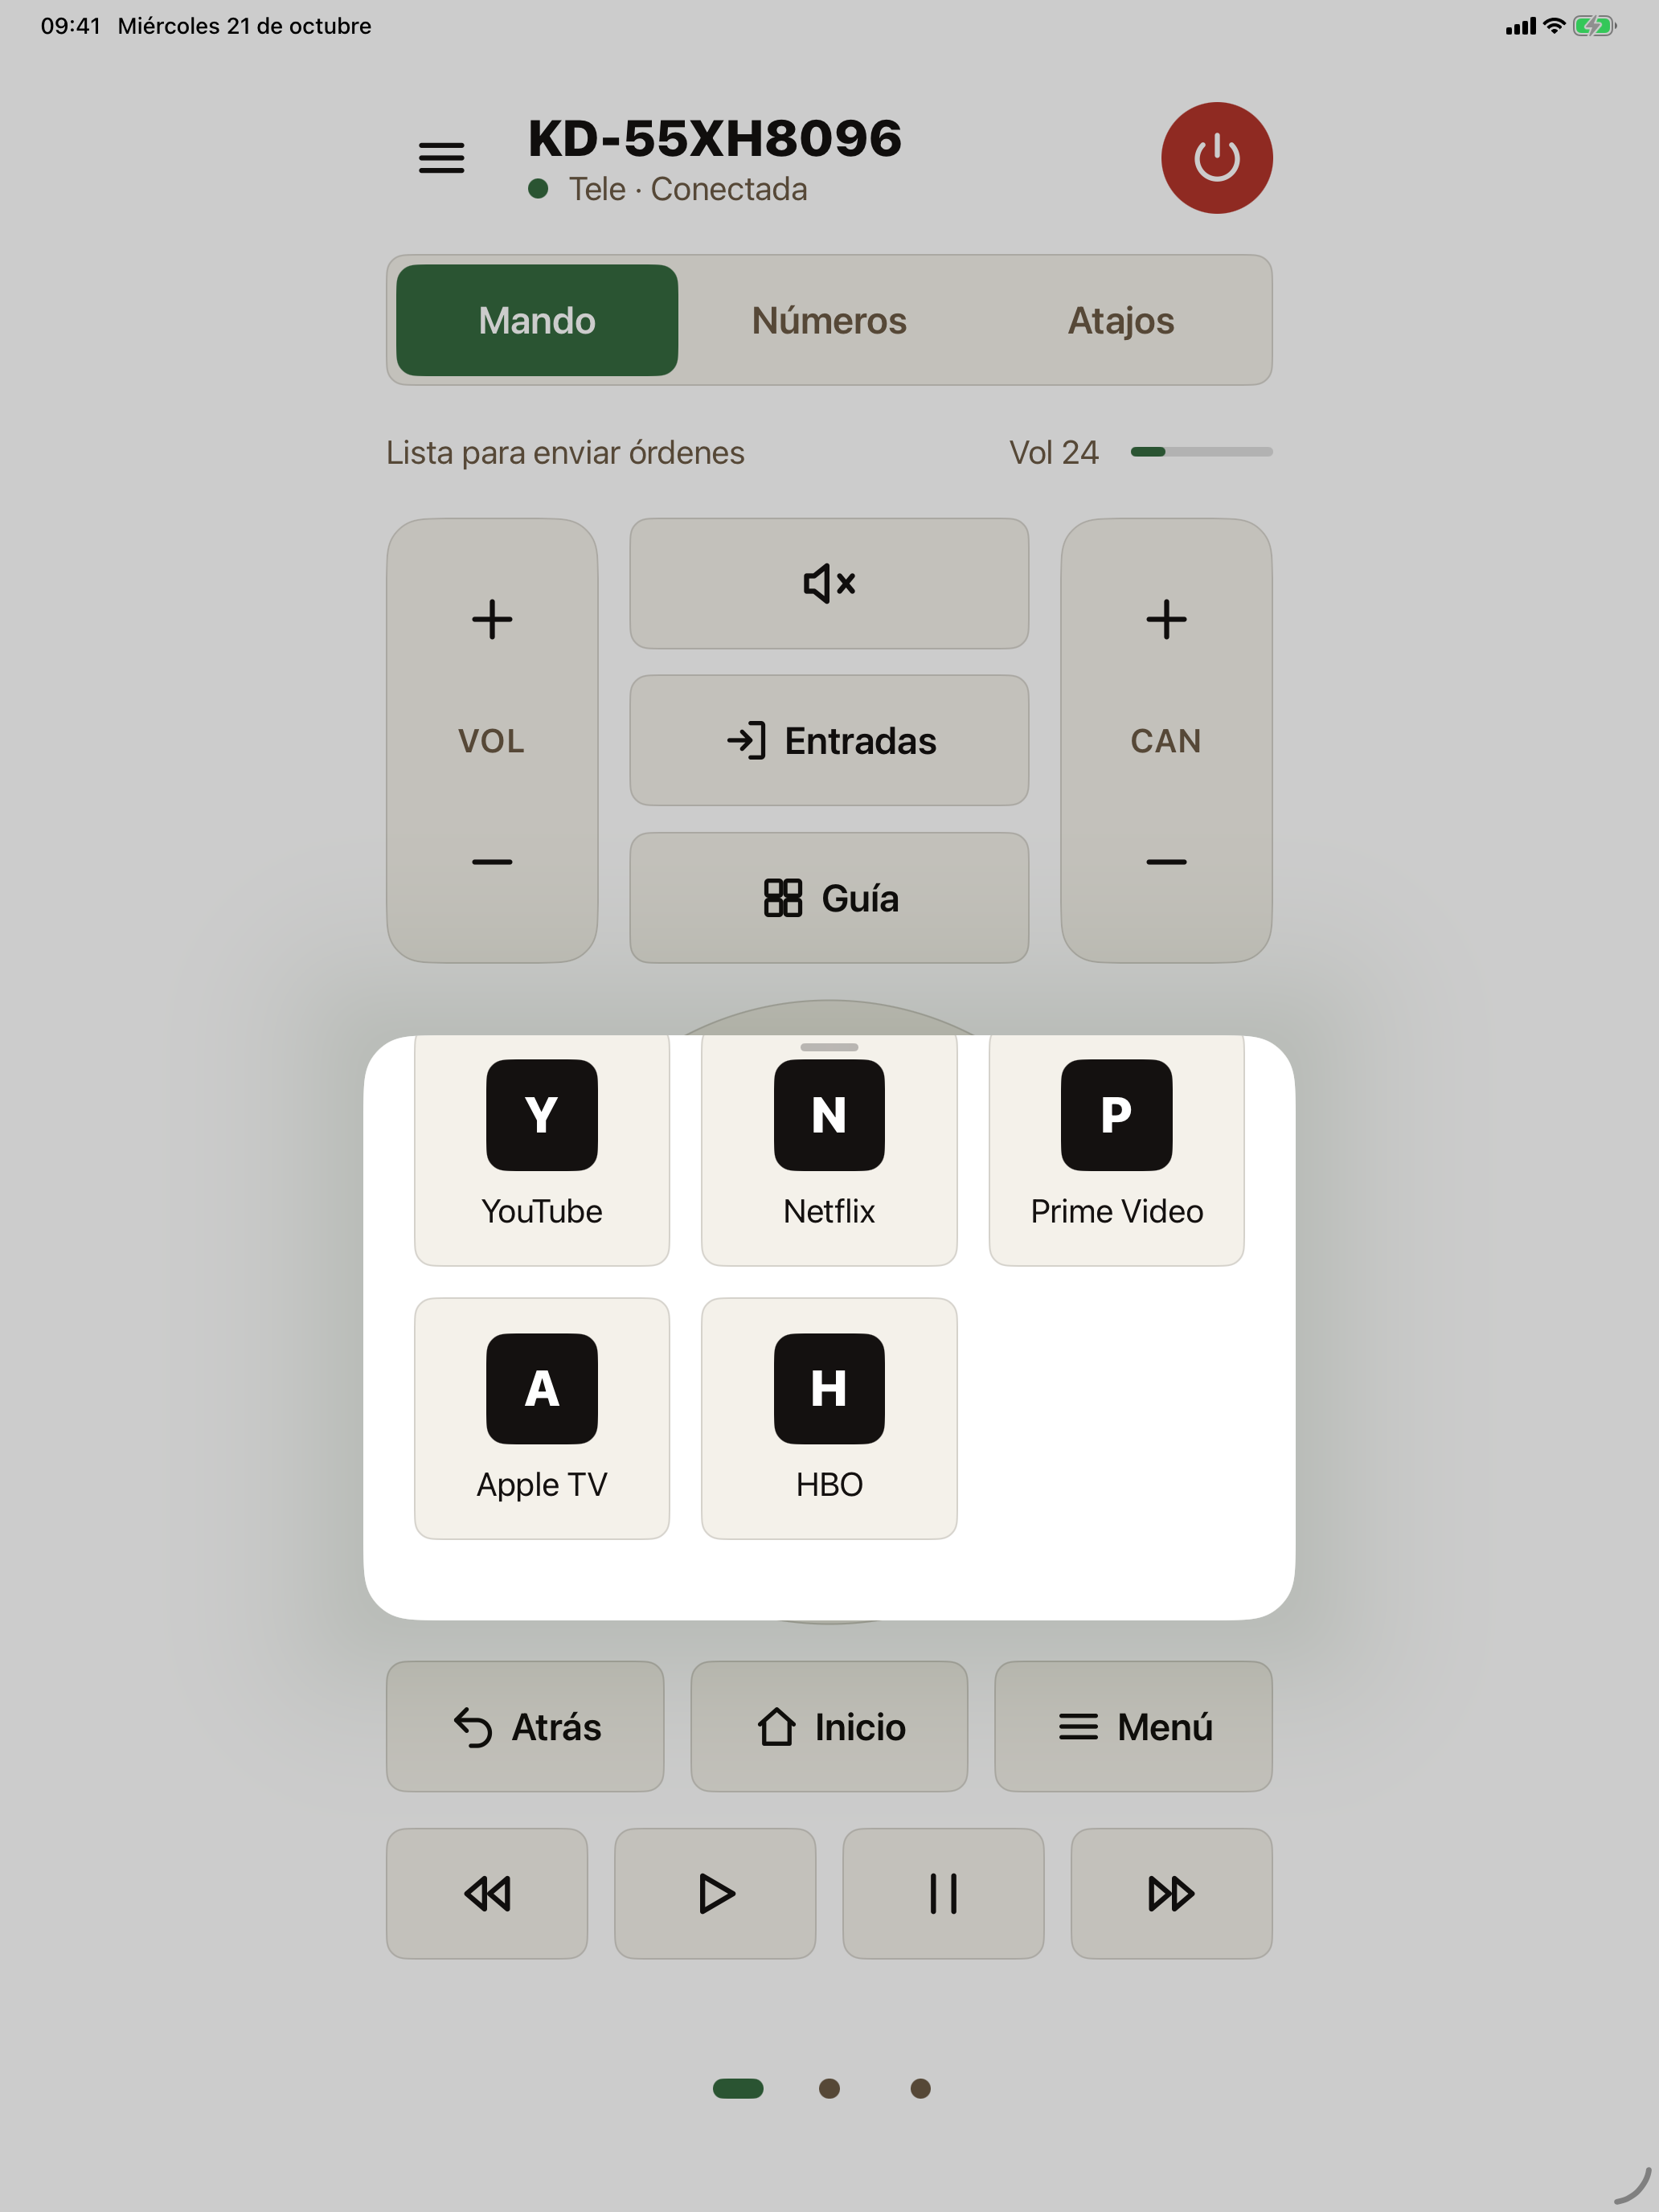 09:41 Miércoles 21 de octubre
KD-55XH8096
Tele · Conectada
Mando Números Atajos
Lista para enviar órdenes Vol 24
VOL Entradas CAN
Guía
Y N P
YouTube Netflix Prime Video
A H
Apple TV HBO
Atrás Inicio Menú